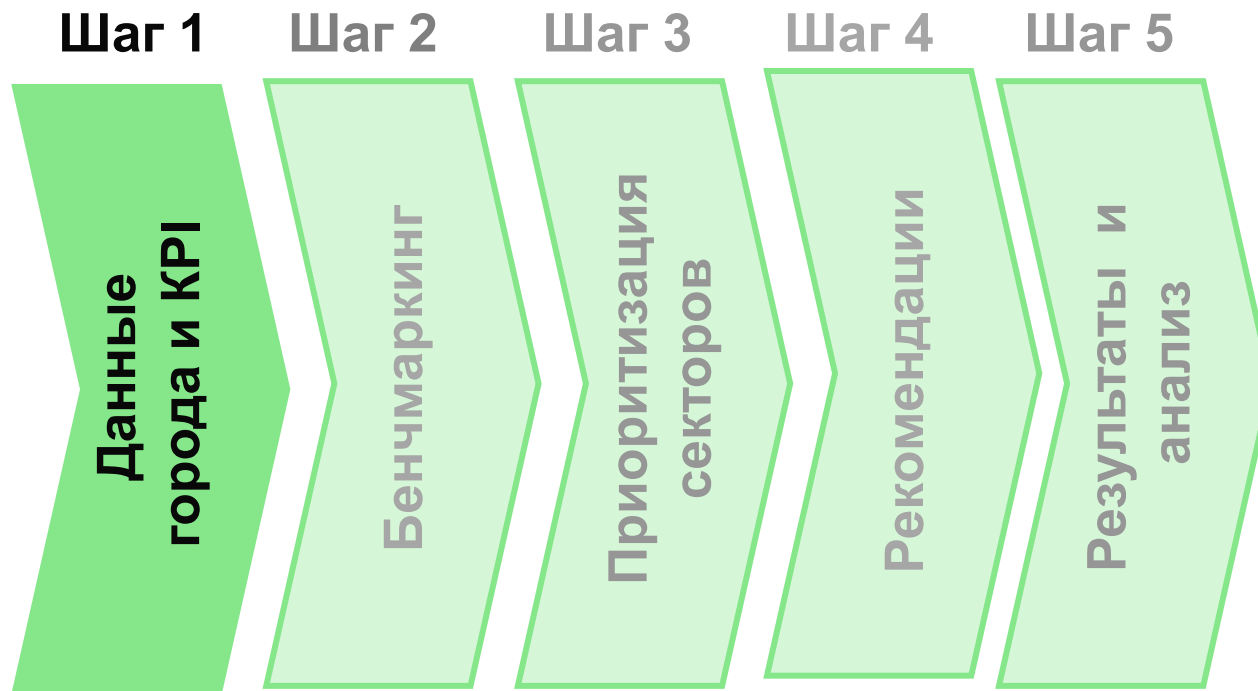 Шаг 1
Шаг 2
Шаг 3
Шаг 4
Шаг 5
Данные
города и KPI
Бенчмаркинг
Приоритизация
секторов
Рекомендации
Результаты и
анализ